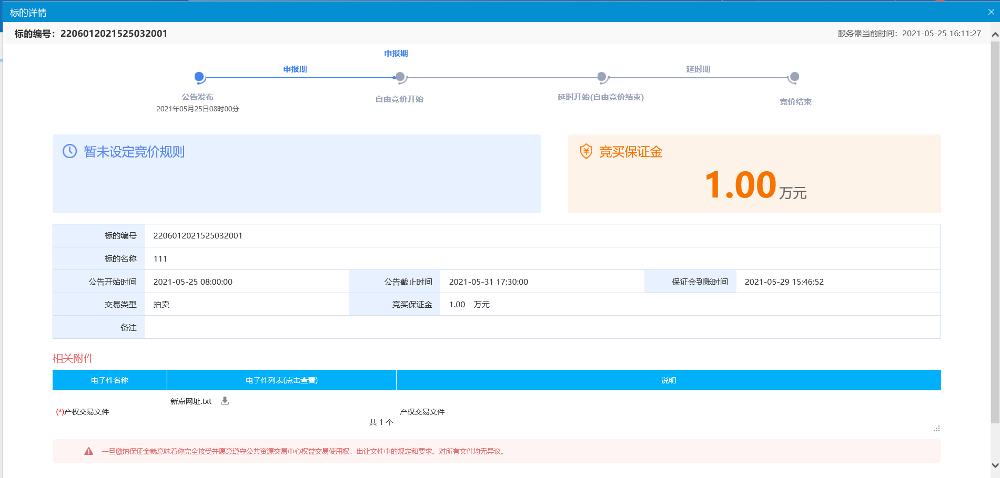 标的详情
标的编号：2206012021525032001
服务器当前时间：2021-05-25 16:11:27
申报期
申报期
延时期
公告发布
自由竞价开始
延时开始(自由竞价结束)
竞价结束
2021年05月25日08时00分
暂未设定竞价规则
竞买保证金
1.00万元
标的编号 2206012021525032001
标的名称 111
公告开始时间 2021-05-25 08:00:00 公告截止时间 2021-05-31 17:30:00 保证金到账时间 2021-05-29 15:46:52
交易类型 拍卖 竞买保证金 1.00 万元
备注
相关附件
电子件名称 电子件列表(点击查看) 说明
新点网址.txt
(*)产权交易文件 产权交易文件
共 1 个
一旦缴纳保证金就意味着你完全接受并愿意遵守公共资源交易中心权益交易使用权，出让文件中的规定和要求。对所有文件均无异议。